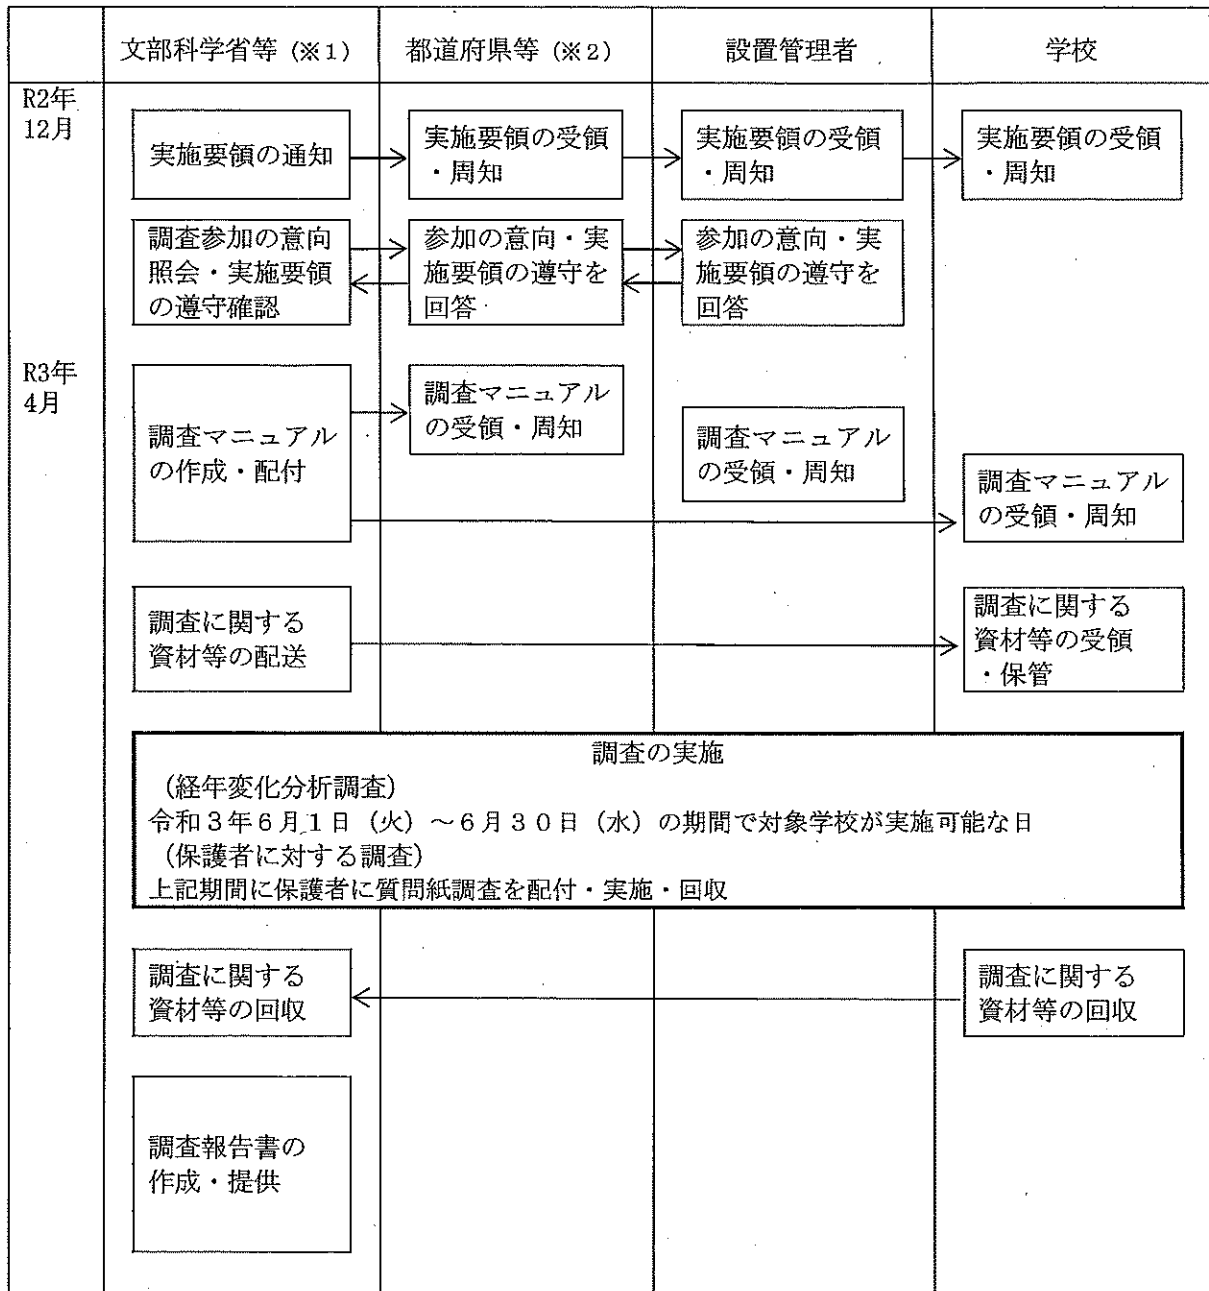 文部科学省等（※１）
都道府県等（※２）
設置管理者
学校
R2年
12月
実施要領の通知
実施要領の受領
・周知
実施要領の受領
・周知
実施要領の受領
・周知
調査参加の意向
照会・実施要領
の遵守確認
参加の意向・実
施要領の遵守を
回答
参加の意向・実
施要領の遵守を
回答
R3年
4月
調査マニュアル
の作成・配付
調査マニュアル
の受領・周知
調査マニュアル
の受領・周知
調査マニュアル
の受領・周知
調査に関する
資材等の配送
調査に関する
資材等の受領
・保管
調査の実施
（経年変化分析調査）
令和３年６月１日（火）～６月３０日（水）の期間で対象学校が実施可能な日
（保護者に対する調査）
上記期間に保護者に質問紙調査を配付・実施・回収
調査に関する
資材等の回収
調査に関する
資材等の回収
調査報告書の
作成・提供